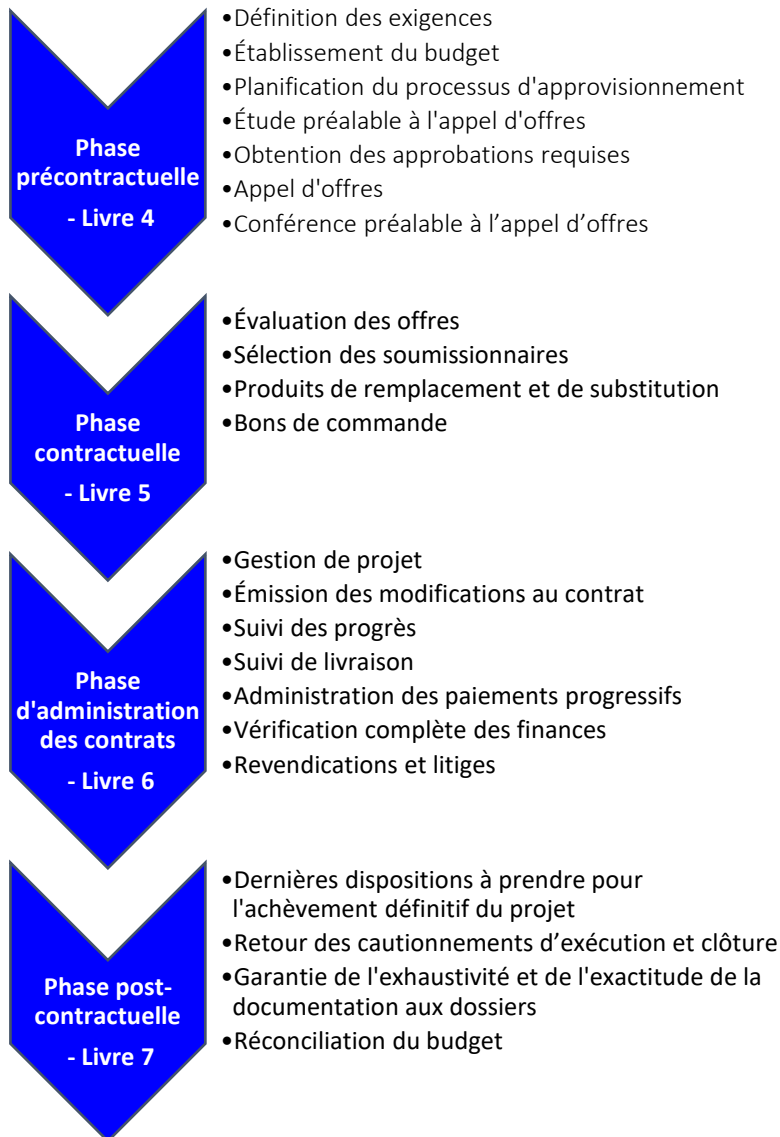 Phase
précontractuelle
- Livre 4
•Définition des exigences
•Établissement du budget
•Planification du processus d'approvisionnement
•Étude préalable à l'appel d'offres
•Obtention des approbations requises
•Appel d'offres
•Conférence préalable à l’appel d’offres
Phase
contractuelle
- Livre 5
•Évaluation des offres
•Sélection des soumissionnaires
•Produits de remplacement et de substitution
•Bons de commande
Phase
d'administration
des contrats
- Livre 6
•Gestion de projet
•Émission des modifications au contrat
•Suivi des progrès
•Suivi de livraison
•Administration des paiements progressifs
•Vérification complète des finances
•Revendications et litiges
Phase post-
contractuelle
- Livre 7
•Dernières dispositions à prendre pour
l'achèvement définitif du projet
•Retour des cautionnements d’exécution et clôture
•Garantie de l'exhaustivité et de l'exactitude de la
documentation aux dossiers
•Réconciliation du budget